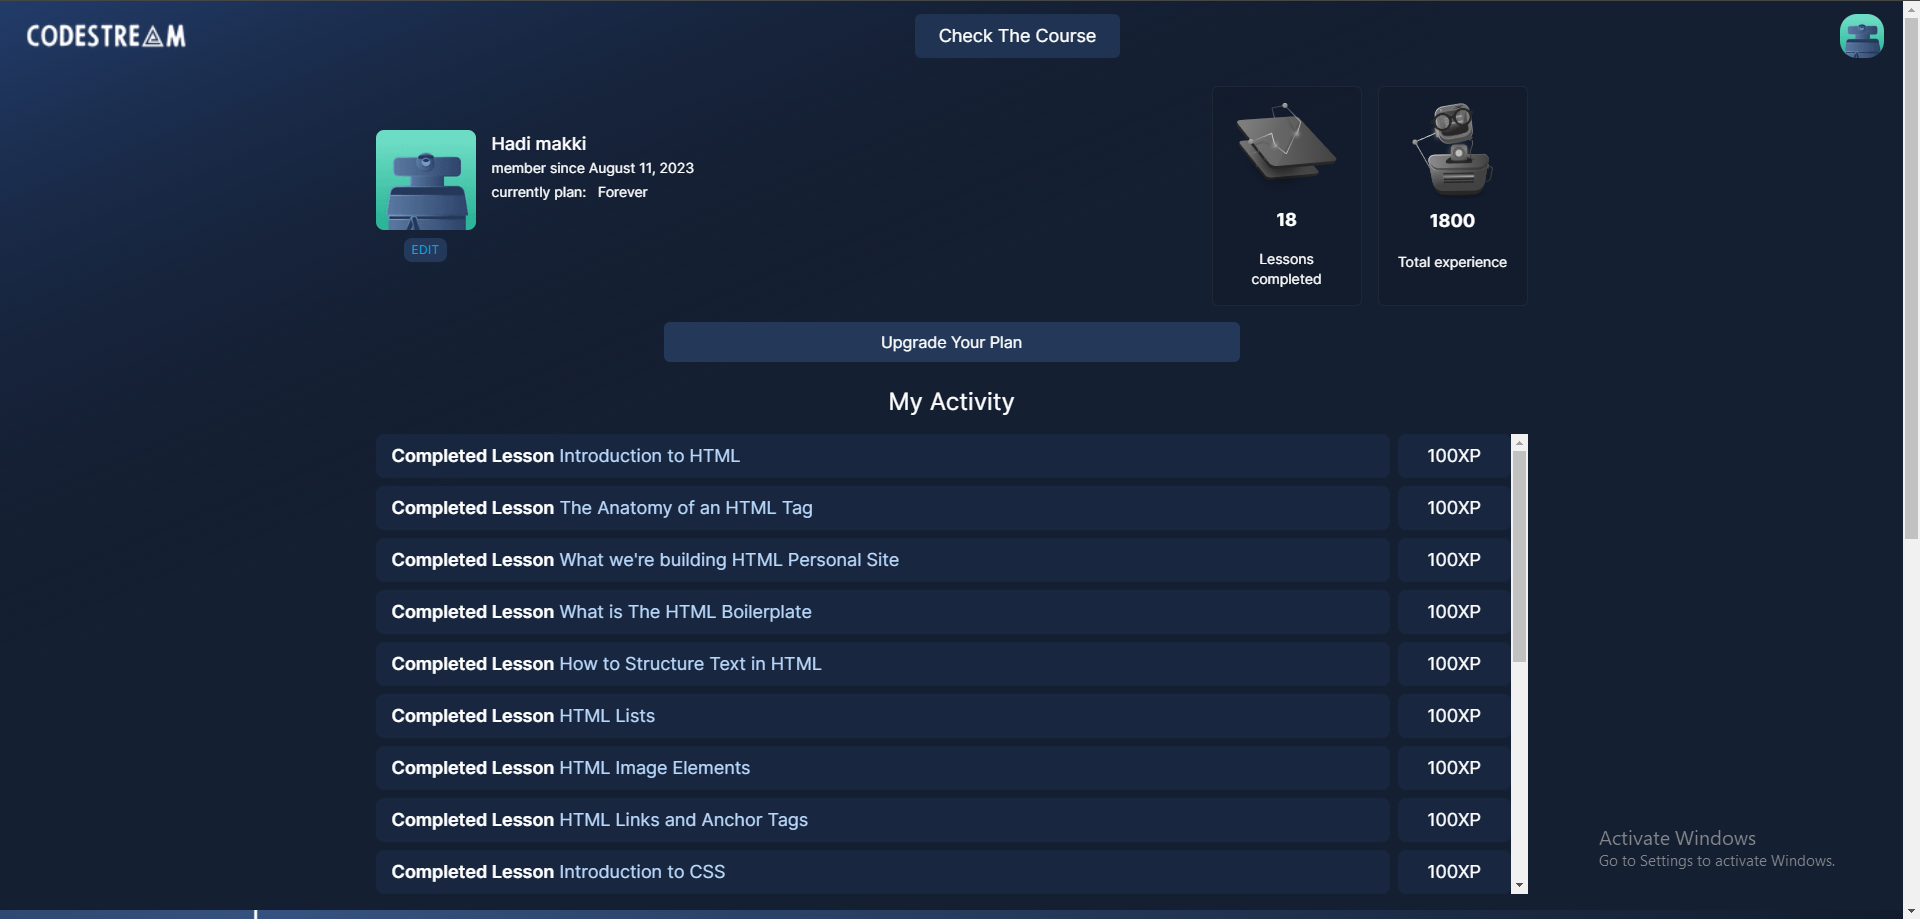 CODESTREAM
Check The Course
Hadi makki
member since August 11, 2023
currently plan: Forever
EDIT
18
Lessons
completed
1800
Total experience
Upgrade Your Plan
My Activity
Completed Lesson Introduction to HTML 100XP
Completed Lesson The Anatomy of an HTML Tag 100XP
Completed Lesson What we're building HTML Personal Site 100XP
Completed Lesson What is The HTML Boilerplate 100XP
Completed Lesson How to Structure Text in HTML 100XP
Completed Lesson HTML Lists 100XP
Completed Lesson HTML Image Elements 100XP
Completed Lesson HTML Links and Anchor Tags 100XP
Completed Lesson Introduction to CSS 100XP
Activate Windows
Go to Settings to activate Windows.